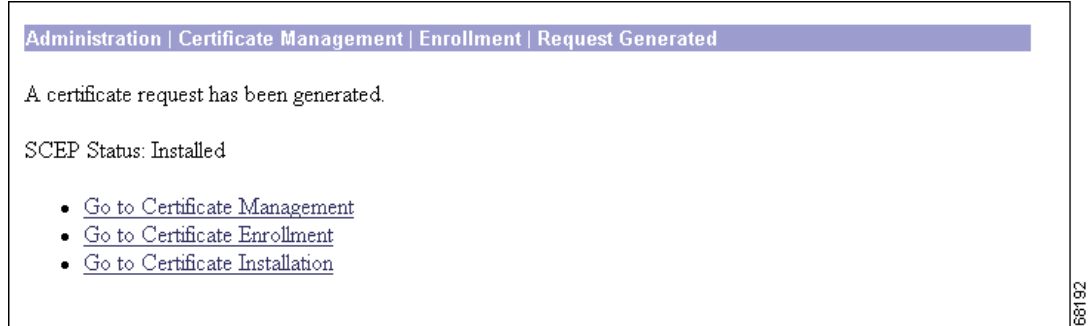 Administration | Certificate Management | Enrollment | Request Generated
A certificate request has been generated.
SCEP Status: Installed
• Go to Certificate Management
• Go to Certificate Enrollment
• Go to Certificate Installation
68192